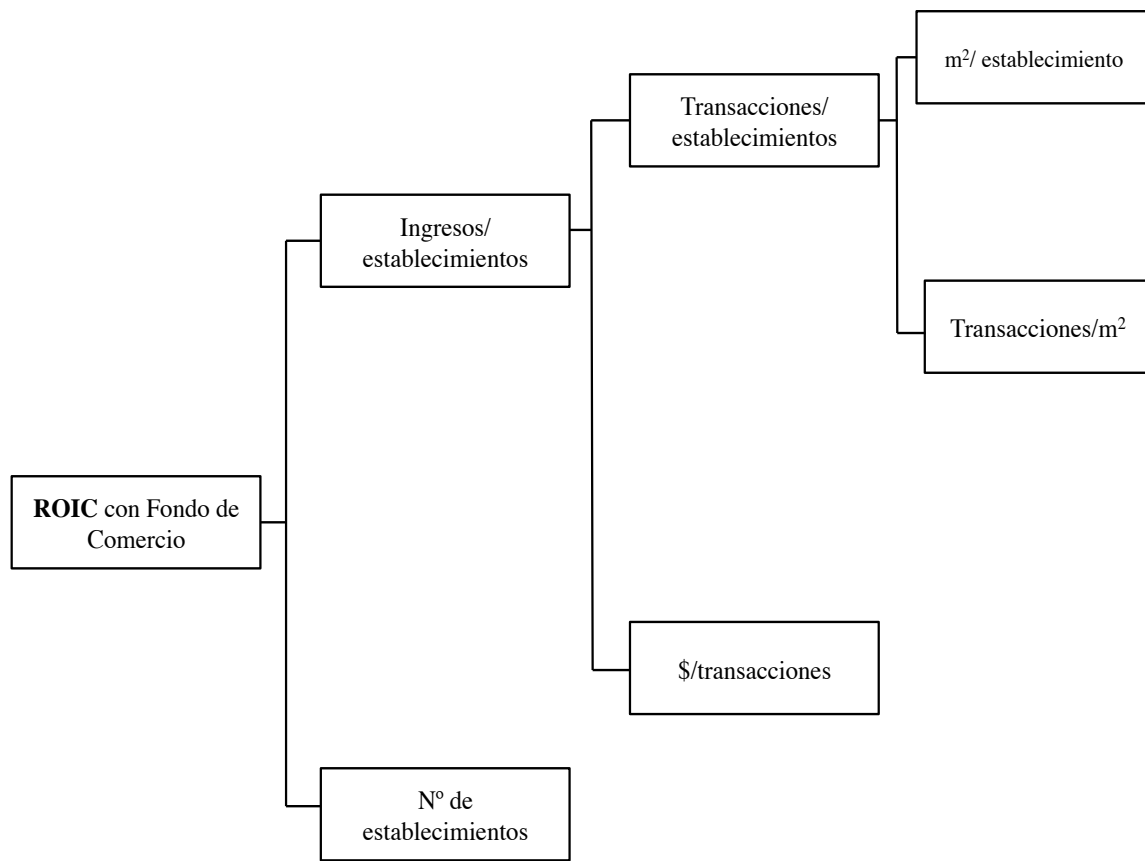 m²/ establecimiento
Transacciones/
establecimientos
Ingresos/
establecimientos
Transacciones/m²
ROIC con Fondo de
Comercio
$/transacciones
Nº de
establecimientos